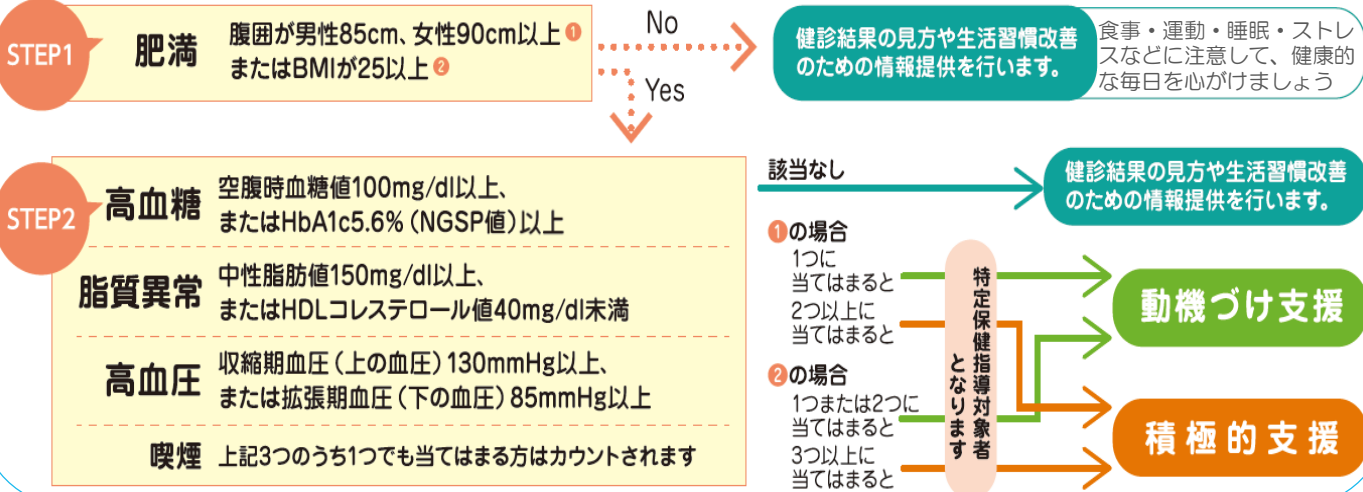 STEP1
肥満
腹囲が男性85cm、女性90cm以上❶
またはBMIが25以上❷
No
Yes
健診結果の見方や生活習慣改善
のための情報提供を行います。
食事・運動・睡眠・ストレ
スなどに注意して、健康的
な毎日を心がけましょう
STEP2
高血糖
空腹時血糖値100mg/dl以上、
またはHbA1c5.6%（NGSP値）以上
脂質異常
中性脂肪値150mg/dl以上、
またはHDLコレステロール値40mg/dl未満
高血圧
収縮期血圧（上の血圧）130mmHg以上、
または拡張期血圧（下の血圧）85mmHg以上
喫煙
上記3つのうち1つでも当てはまる方はカウントされます
該当なし
健診結果の見方や生活習慣改善
のための情報提供を行います。
❶の場合
1つに
当てはまると
2つ以上に
当てはまると
❷の場合
1つまたは2つに
当てはまると
3つ以上に
当てはまると
特定保健指導対象者
となります
動機づけ支援
積極的支援